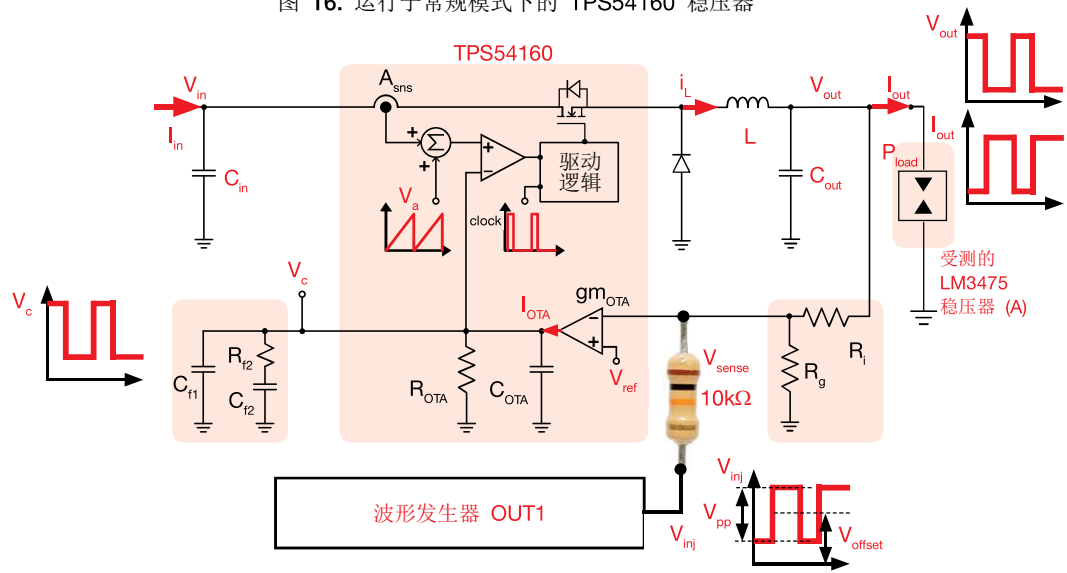 图 16. 运行于常规模式下的 TPS54160 稳压器
TPS54160
Vin
Iin
Cin
Asns
+
Σ
+
Va
+
−
clock
驱动
逻辑
iL
L
Vout
Cout
Iout
Vout
Iout
Pload
受测的
LM3475
稳压器 (A)
Vc
Vc
Cf1
Rf2
Cf2
ROTA
COTA
IOTA
gmOTA
−
+
Vref
Vsense
10kΩ
Rg
Ri
波形发生器 OUT1
Vinj
Vinj
Vpp
Voffset